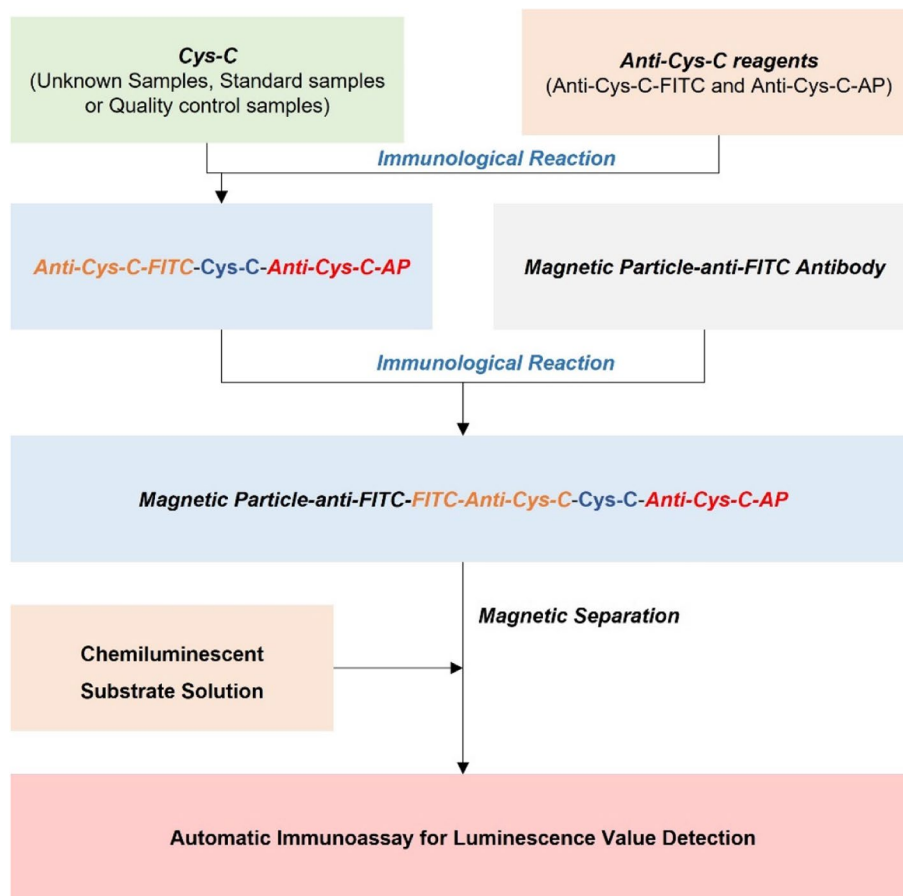 Cys-C
(Unknown Samples, Standard samples
or Quality control samples)
Anti-Cys-C reagents
(Anti-Cys-C-FITC and Anti-Cys-C-AP)
Immunological Reaction
Anti-Cys-C-FITC-Cys-C-Anti-Cys-C-AP
Magnetic Particle-anti-FITC Antibody
Immunological Reaction
Magnetic Particle-anti-FITC-FITC-Anti-Cys-C-Cys-C-Anti-Cys-C-AP
Magnetic Separation
Chemiluminescent
Substrate Solution
Automatic Immunoassay for Luminescence Value Detection